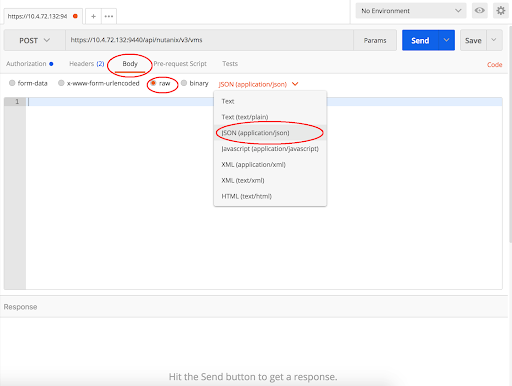 https://10.4.72.132:94
+
•••
No Environment
POST
https://10.4.72.132:9440/api/nutanix/v3/vms
Params
Send
Save
Authorization
Headers (2)
Body
Pre-request Script
Tests
Code
form-data
x-www-form-urlencoded
raw
binary
JSON (application/json)
1
Text
Text (text/plain)
JSON (application/json)
Javascript (application/javascript)
XML (application/xml)
XML (text/xml)
HTML (text/html)
Response
Hit the Send button to get a response.